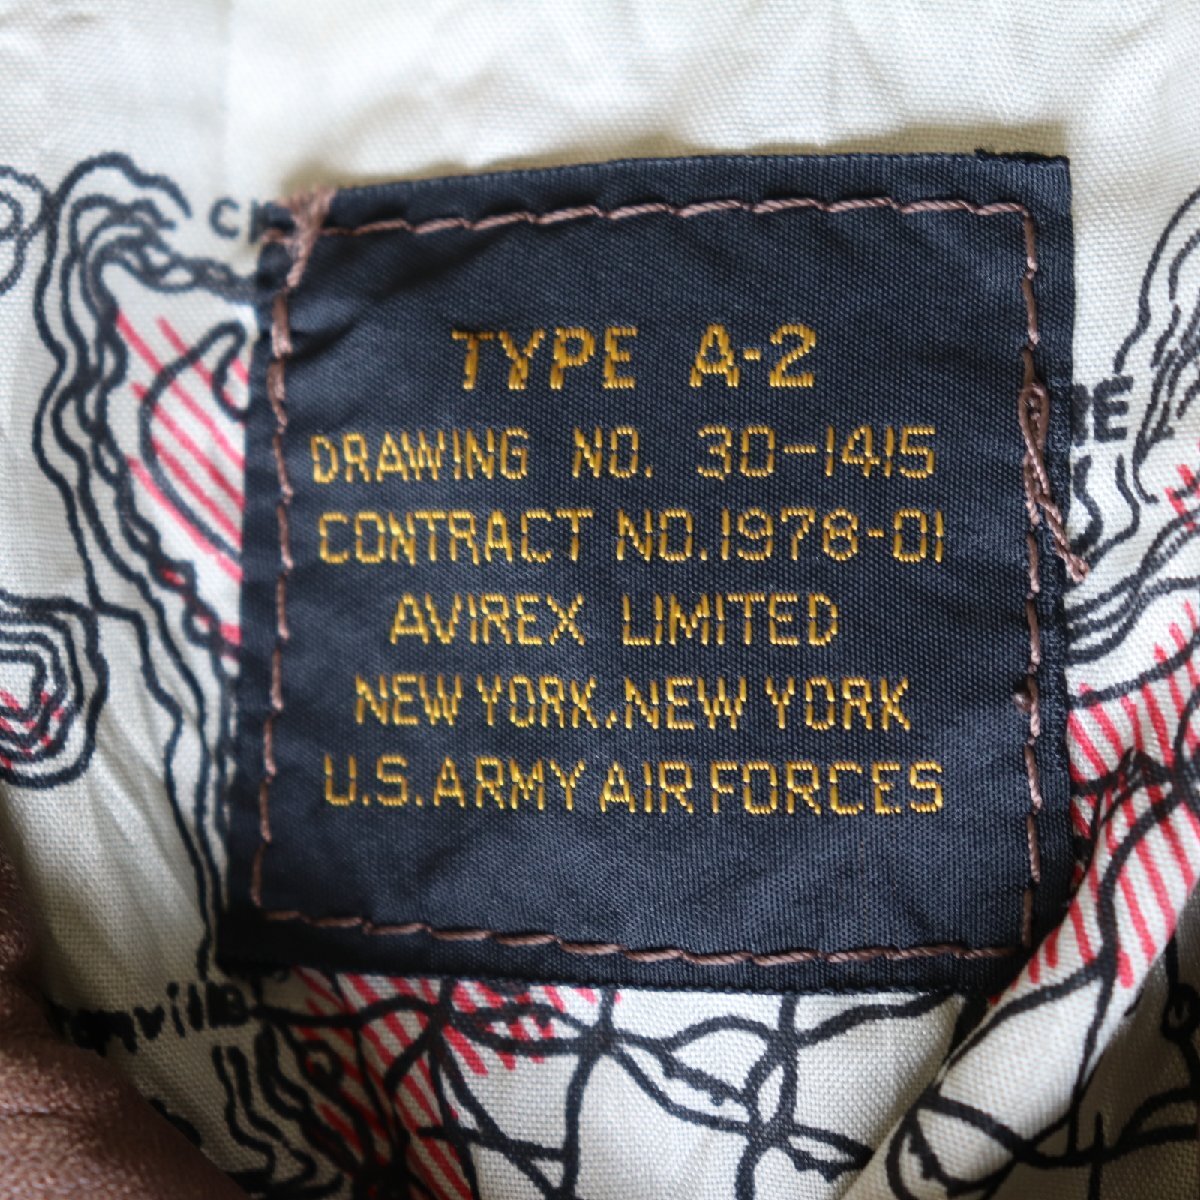 TYPE A-2
DRAWING NO. 30-1415
CONTRACT NO.1978-01
AVIREX LIMITED
NEW YORK, NEW YORK
U.S. ARMY AIR FORCES